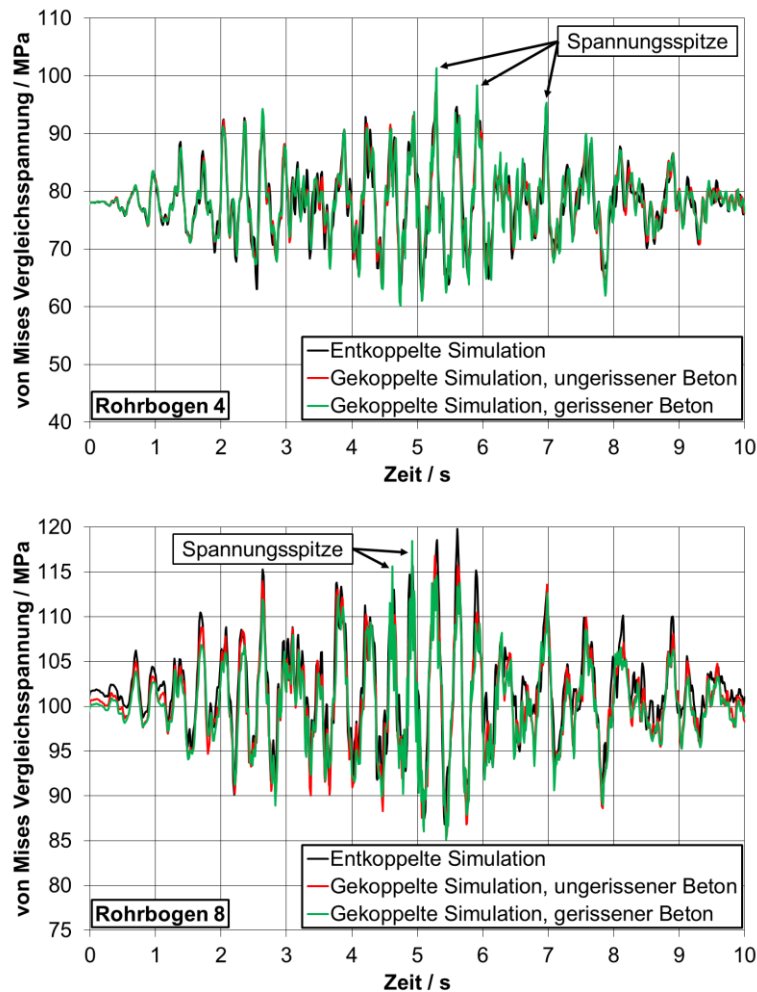 110
100
90
80
70
60
50
40
von Mises Vergleichsspannung / MPa
Spannungsspitze
Entkoppelte Simulation
Gekoppelte Simulation, ungerissener Beton
Gekoppelte Simulation, gerissener Beton
Rohrbogen 4
0 1 2 3 4 5 6 7 8 9 10
Zeit / s
120
115
110
105
100
95
90
85
80
75
von Mises Vergleichsspannung / MPa
Spannungsspitze
Entkoppelte Simulation
Gekoppelte Simulation, ungerissener Beton
Gekoppelte Simulation, gerissener Beton
Rohrbogen 8
0 1 2 3 4 5 6 7 8 9 10
Zeit / s